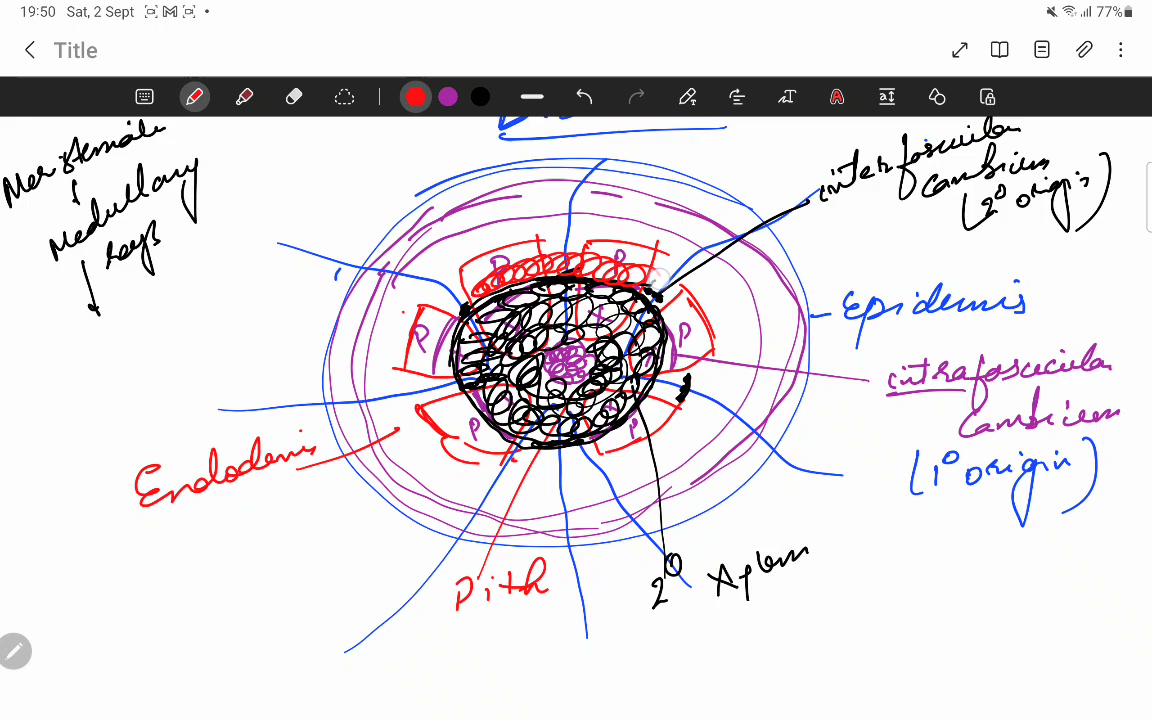 19:50 Sat, 2 Sept
77%
Title
Meristematic
Medullary
rays
interfascicular
cambium
(2° origin)
Epidermis
intrafascicular
Cambium
(1° origin)
Endodermis
Pith
2° Xylem
P
P
P
P
P
P
X